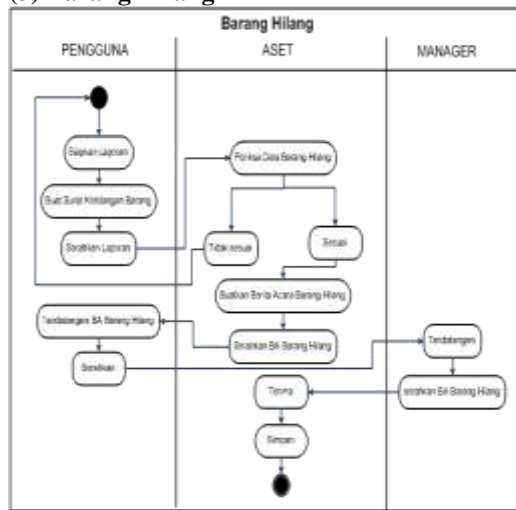 Barang Hilang
PENGGUNA
ASET
MANAGER
Siapkan Laporan
Periksa Data Barang Hilang
Buat Surat Kehilangan Barang
Serahkan Laporan
Tidak sesuai
Sesuai
Buatkan Berita Acara Barang Hilang
Tandatangani BA Barang Hilang
Serahkan BA Barang Hilang
Tandatangani
Serahkan
Terima
serahkan BA Barang Hilang
Simpan